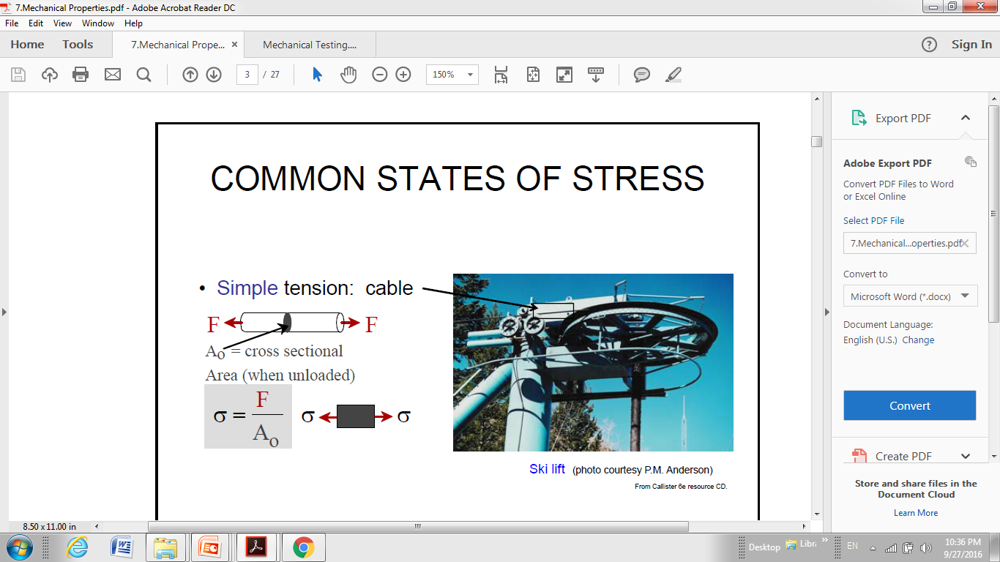 7.Mechanical Properties.pdf - Adobe Acrobat Reader DC
File Edit View Window Help
Home Tools 7.Mechanical Prope... × Mechanical Testing.... ? Sign In
3 / 27 150%
Export PDF
Adobe Export PDF
Convert PDF Files to Word
or Excel Online
Select PDF File
7.Mechanical...operties.pdf
Convert to
Microsoft Word (*.docx)
Document Language:
English (U.S.) Change
Convert
Create PDF
Store and share files in the
Document Cloud
Learn More
COMMON STATES OF STRESS
• Simple tension: cable
F F
Ao = cross sectional
Area (when unloaded)
σ = F
Ao
σ σ
Ski lift (photo courtesy P.M. Anderson)
From Callister 6e resource CD.
8.50 x 11.00 in
Desktop Libra » EN 10:36 PM
9/27/2016